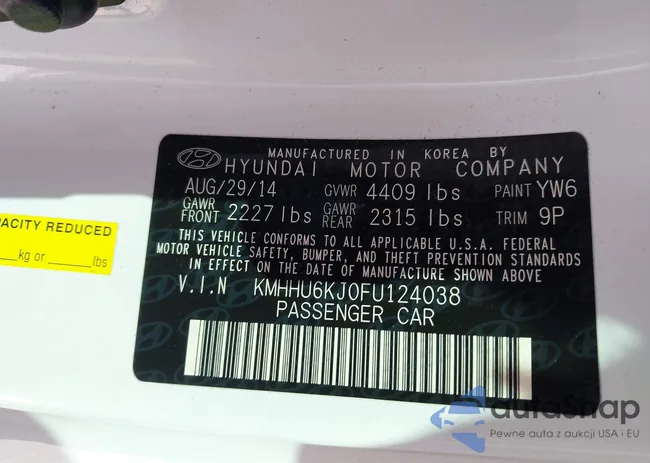 MANUFACTURED IN KOREA BY
HYUNDAI MOTOR COMPANY
AUG/29/14 GVWR 4409 lbs PAINT YW6
GAWR FRONT 2227 lbs GAWR REAR 2315 lbs TRIM 9P
THIS VEHICLE CONFORMS TO ALL APPLICABLE U.S.A. FEDERAL
MOTOR VEHICLE SAFETY, BUMPER, AND THEFT PREVENTION STANDARDS
IN EFFECT ON THE DATE OF MANUFACTURE SHOWN ABOVE
V.I.N KMHHU6KJ0FU124038
PASSENGER CAR
REDUCED
kg or lbs
autoSnap
Pewne auta z aukcji USA i EU